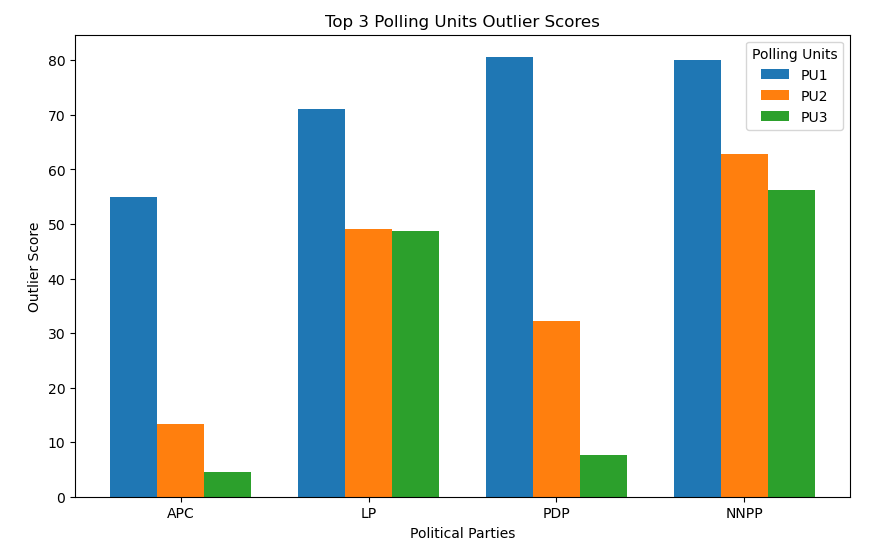 Top 3 Polling Units Outlier Scores
Outlier Score
80
70
60
50
40
30
20
10
0
Polling Units
PU1
PU2
PU3
APC LP PDP NNPP
Political Parties